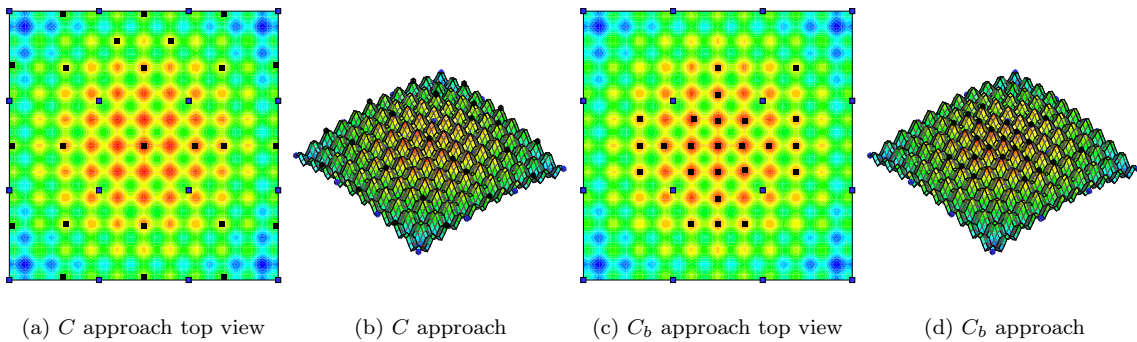 (a) C approach top view
(b) C approach
(c) C_b approach top view
(d) C_b approach